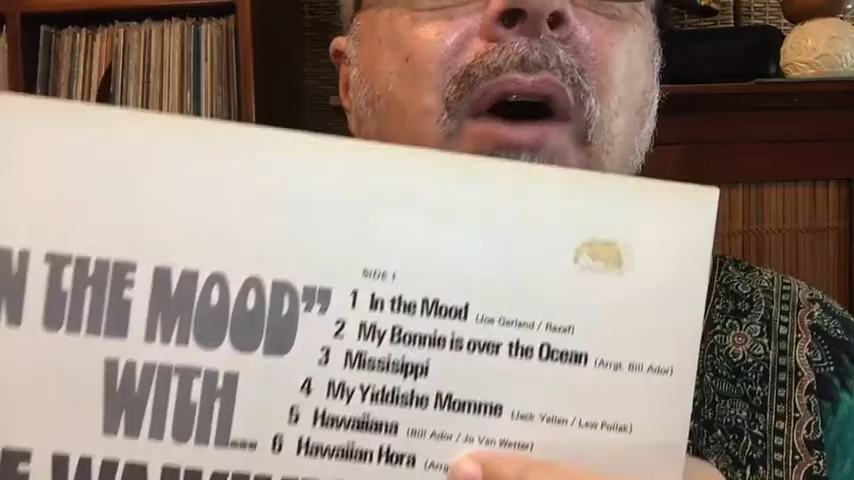 N THE MOOD"
WITH...
SIDE 1
1 In the Mood (Joe Garland / Razaf)
2 My Bonnie is over the Ocean (Arrgt. Bill Ador)
3 Missisippi
4 My Yiddishe Momme (Jack Yellen / Lew Pollak)
5 Hawaiiana (Bill Ador / Jo Van Wetter)
6 Hawaiian Hora (Arrg